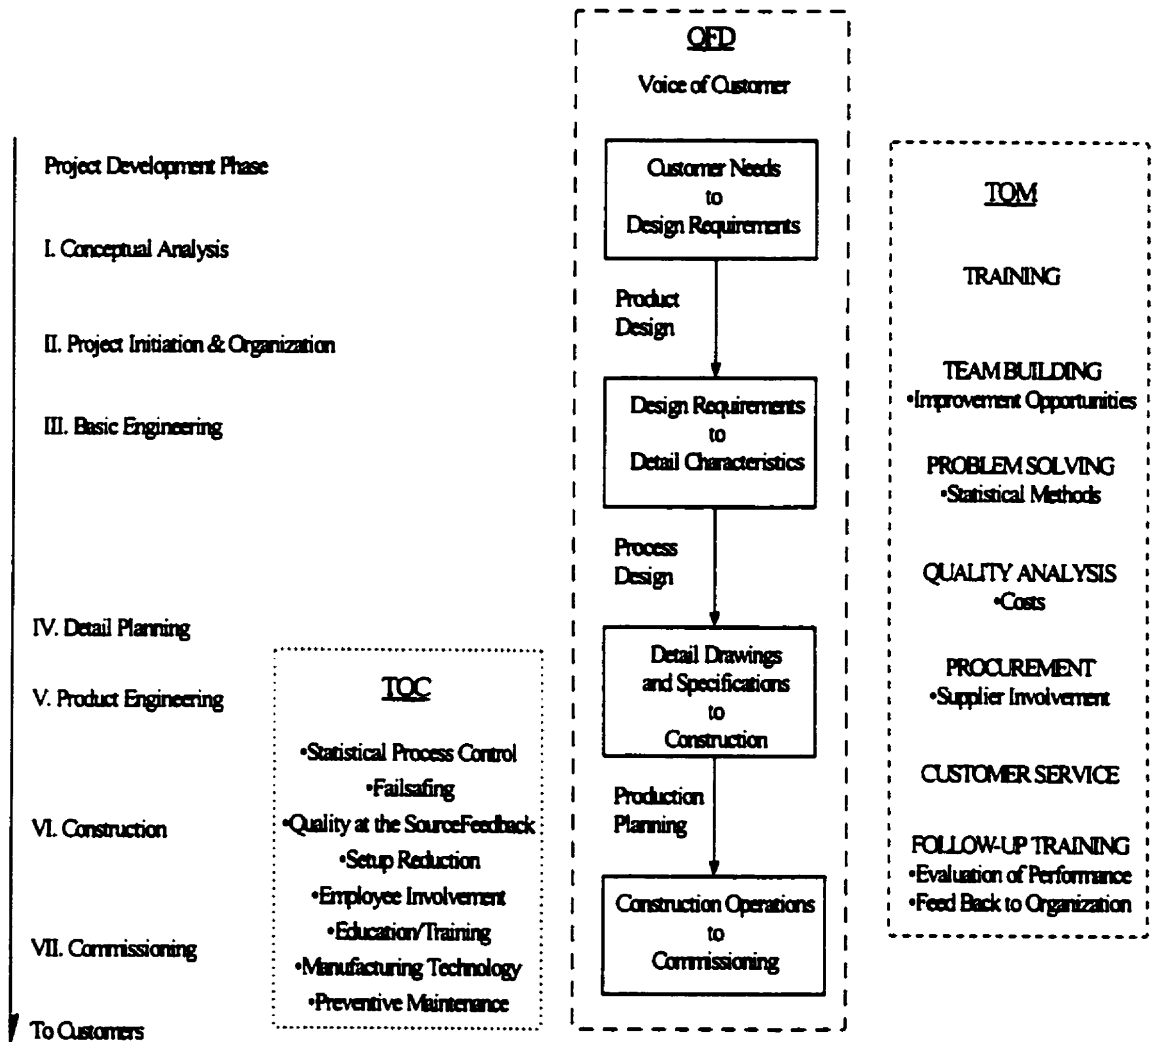 QFD
Voice of Customer
Project Development Phase
I. Conceptual Analysis
II. Project Initiation & Organization
III. Basic Engineering
IV. Detail Planning
V. Product Engineering
VI. Construction
VII. Commissioning
To Customers
TQC
•Statistical Process Control
•Failsafing
•Quality at the SourceFeedback
•Setup Reduction
•Employee Involvement
•Education/Training
•Manufacturing Technology
•Preventive Maintenance
Customer Needs
to
Design Requirements
Product
Design
Design Requirements
to
Detail Characteristics
Process
Design
Detail Drawings
and Specifications
to
Construction
Production
Planning
Construction Operations
to
Commissioning
TQM
TRAINING
TEAM BUILDING
•Improvement Opportunities
PROBLEM SOLVING
•Statistical Methods
QUALITY ANALYSIS
•Costs
PROCUREMENT
•Supplier Involvement
CUSTOMER SERVICE
FOLLOW-UP TRAINING
•Evaluation of Performance
•Feed Back to Organization